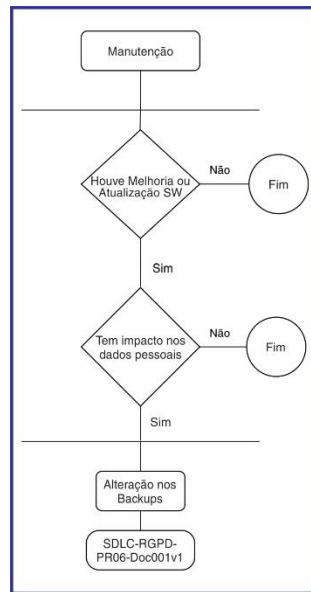 Manutenção
Houve Melhoria ou
Atualização SW
Não
Fim
Sim
Tem impacto nos
dados pessoais
Não
Fim
Sim
Alteração nos
Backups
SDLC-RGPD-
PR06-Doc001v1